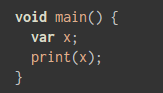 void main() {
  var x;
  print(x);
}